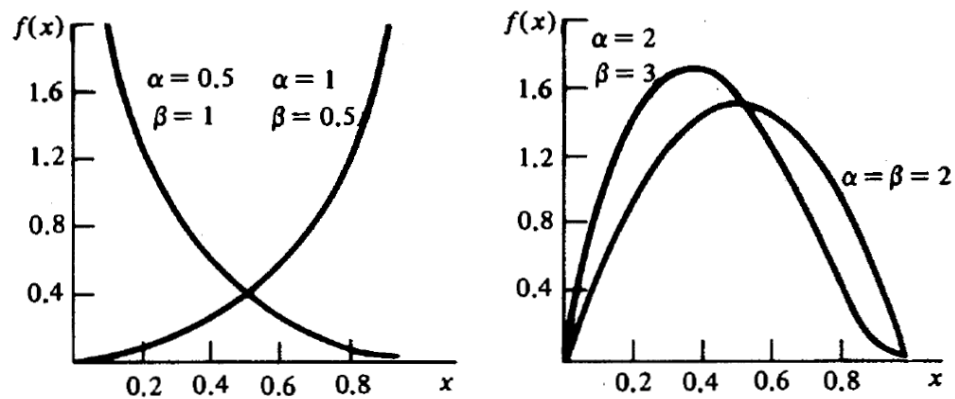 f(x)
1.6
1.2
0.8
0.4
α = 0.5
β = 1
α = 1
β = 0.5
0.2 0.4 0.6 0.8 x
f(x)
1.6
1.2
0.8
0.4
α = 2
β = 3
α = β = 2
0.2 0.4 0.6 0.8 x